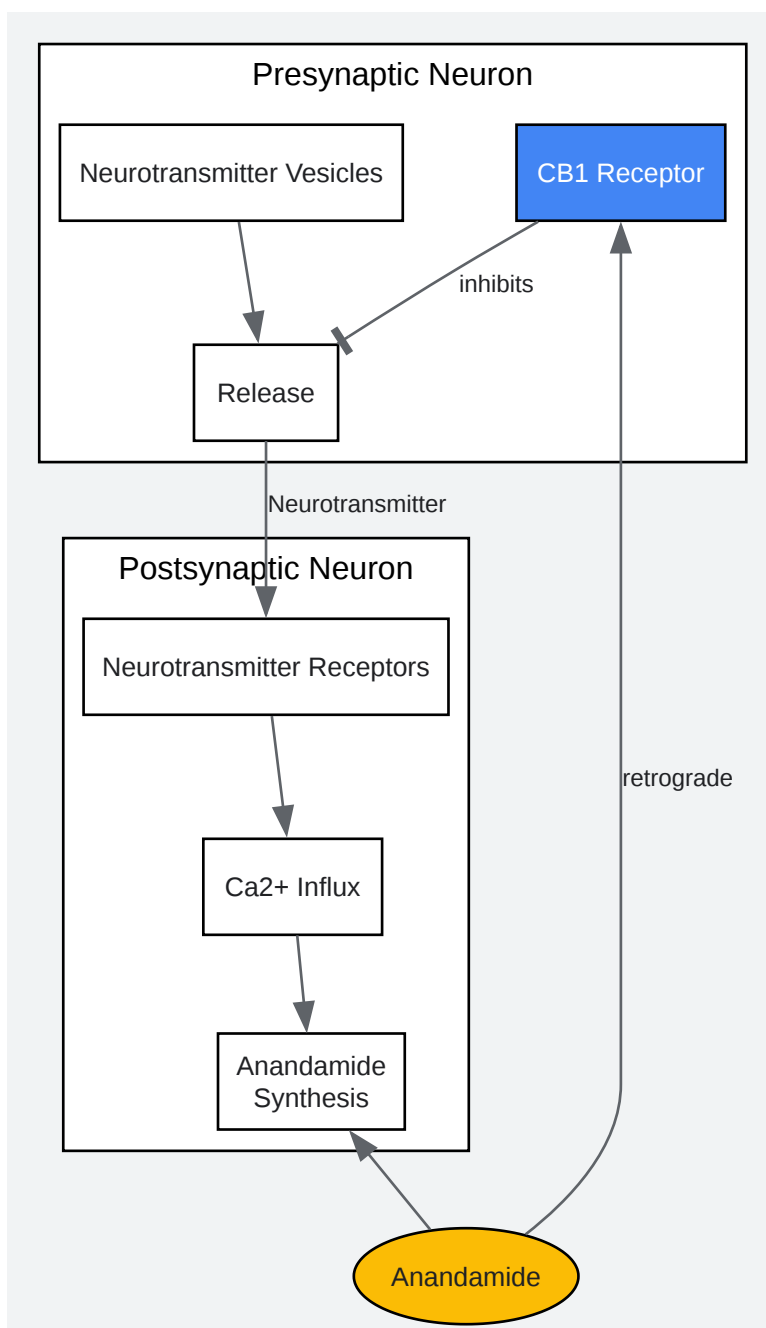 Presynaptic Neuron
Neurotransmitter Vesicles
CB1 Receptor
inhibits
Release
Neurotransmitter
Postsynaptic Neuron
Neurotransmitter Receptors
retrograde
Ca2+ Influx
Anandamide
Synthesis
Anandamide